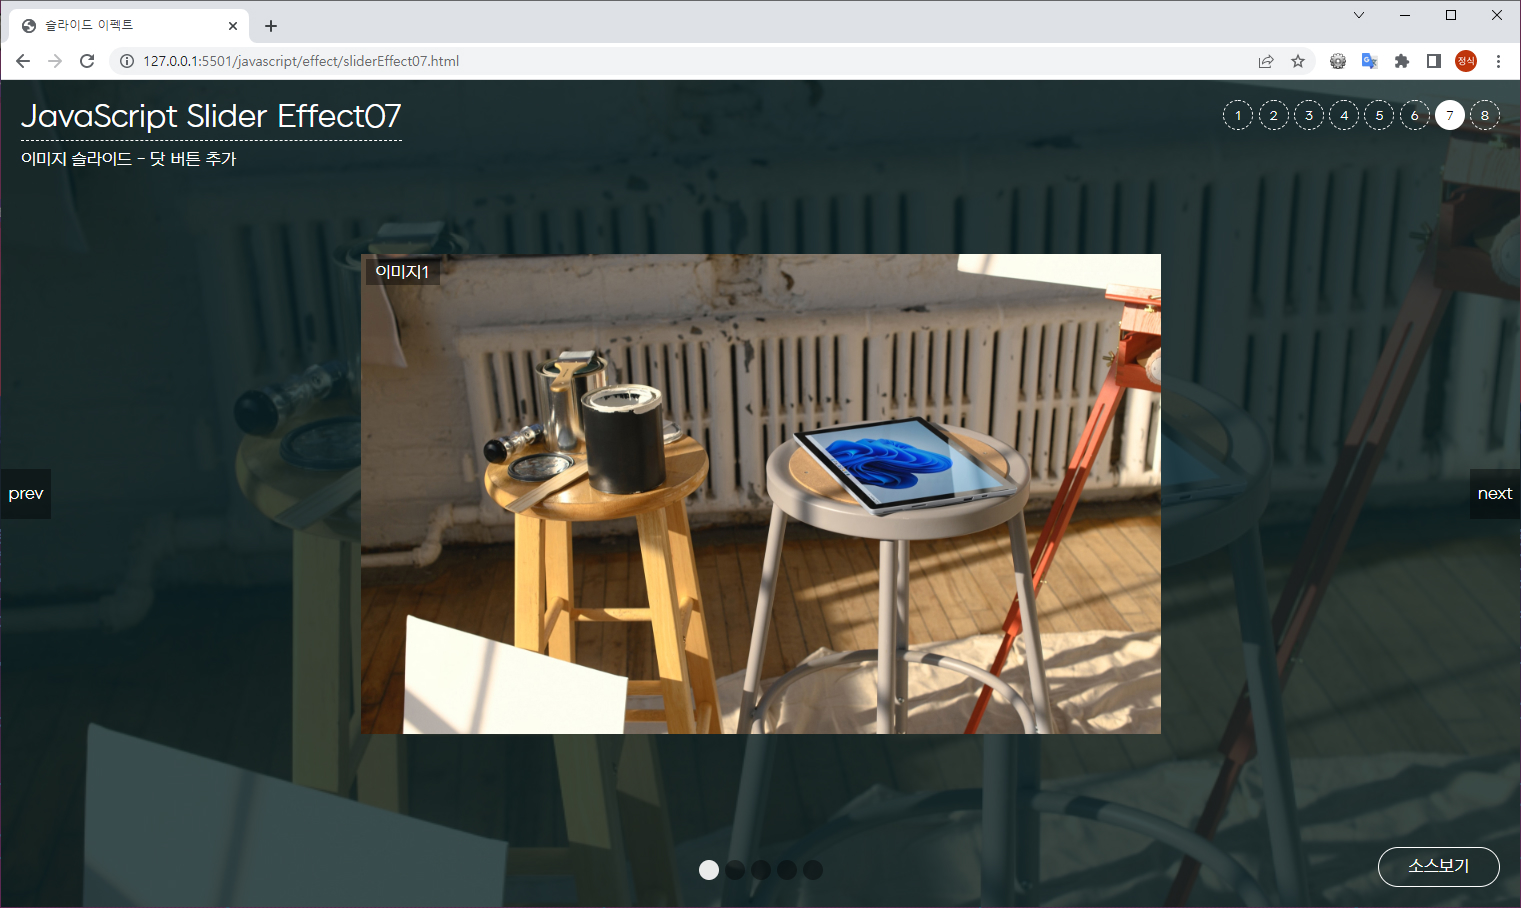 슬라이드 이펙트
127.0.0.1:5501/javascript/effect/sliderEffect07.html
정식
JavaScript Slider Effect07
1 2 3 4 5 6 7 8
이미지 슬라이드 - 닷 버튼 추가
이미지1
prev
next
소스보기